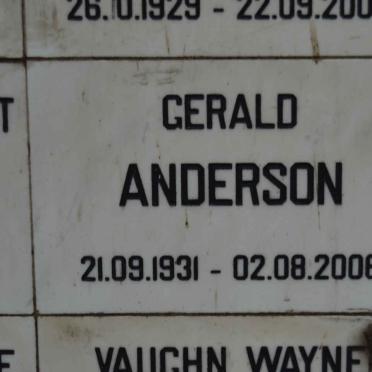 26.10.1929 - 22.09.200
GERALD
ANDERSON
21.09.1931 - 02.08.2006
VAUGHN WAYNE